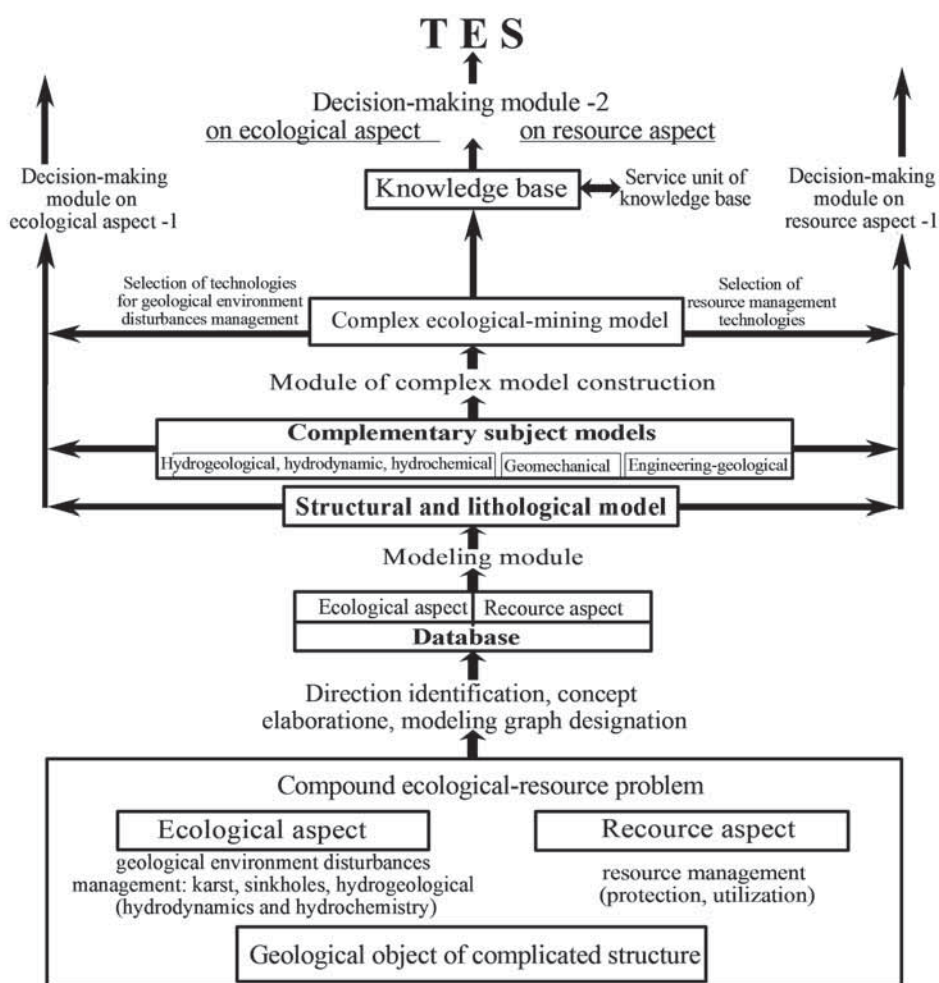 T E S
Decision-making module -2
on ecological aspect
on resource aspect
Decision-making
module on
ecological aspect -1
Knowledge base
Service unit of
knowledge base
Decision-making
module on
resource aspect -1
Selection of technologies
for geological environment
disturbances management
Complex ecological-mining model
Selection of
resource management
technologies
Module of complex model construction
Complementary subject models
Hydrogeological, hydrodynamic, hydrochemical
Geomechanical
Engineering-geological
Structural and lithological model
Modeling module
Ecological aspect
Recource aspect
Database
Direction identification, concept
elaboratione, modeling graph designation
Compound ecological-resource problem
Ecological aspect
geological environment disturbances
management: karst, sinkholes, hydrogeological
(hydrodynamics and hydrochemistry)
Recource aspect
resource management
(protection, utilization)
Geological object of complicated structure